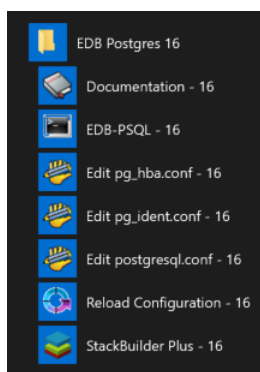 EDB Postgres 16
Documentation - 16
EDB-PSQL - 16
Edit pg_hba.conf - 16
Edit pg_ident.conf - 16
Edit postgresql.conf - 16
Reload Configuration - 16
StackBuilder Plus - 16